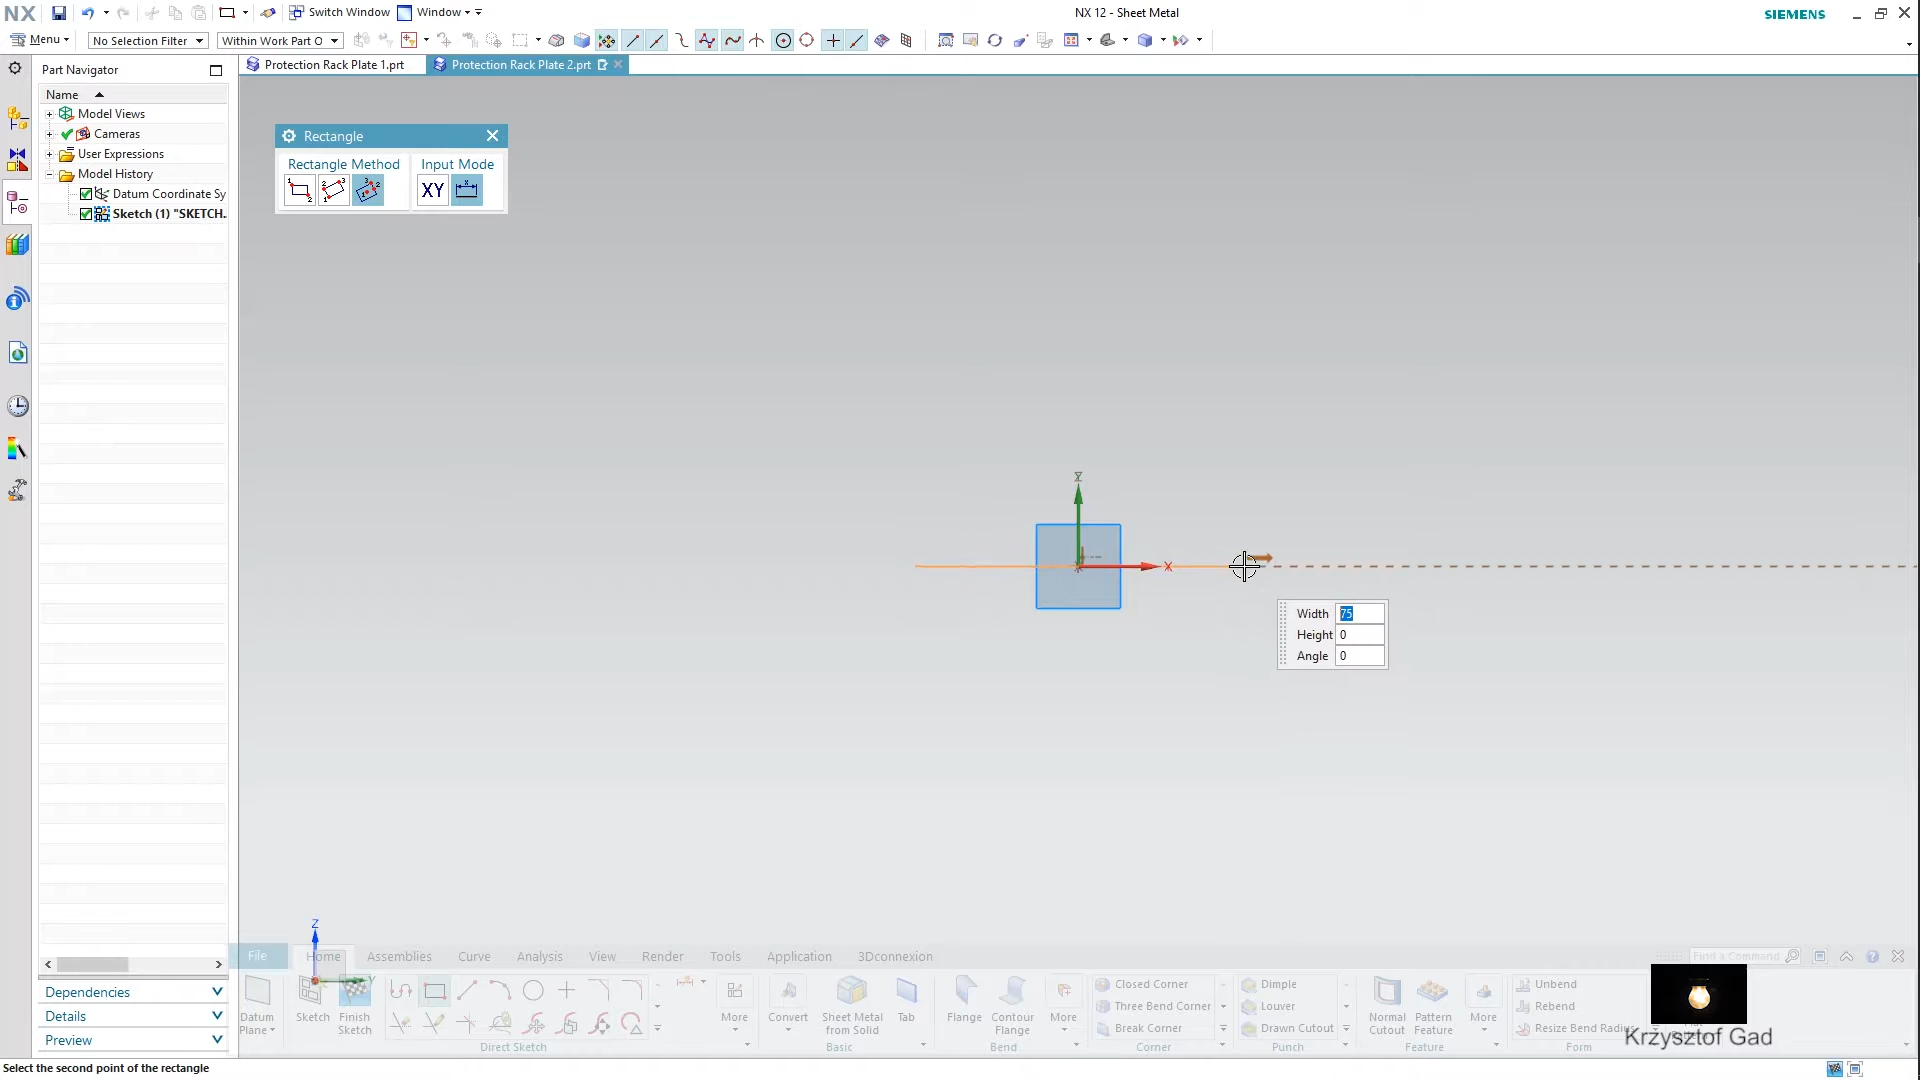 NX
Switch Window
Window
NX 12 - Sheet Metal
SIEMENS
Menu
No Selection Filter
Within Work Part O
Part Navigator
Protection Rack Plate 1.prt
Protection Rack Plate 2.prt
Name
Model Views
Cameras
User Expressions
Model History
Datum Coordinate Sy
Sketch (1) "SKETCH.
Rectangle
Rectangle Method
Input Mode
XY
X
Width 75
Height 0
Angle 0
Z
File
Home
Assemblies
Curve
Analysis
View
Render
Tools
Application
3Dconnexion
Find a Command
Datum
Plane
Sketch
Finish
Sketch
More
Convert
Sheet Metal
from Solid
Tab
Flange
Contour
Flange
More
Closed Corner
Three Bend Corner
Break Corner
Dimple
Louver
Drawn Cutout
Normal
Cutout
Pattern
Feature
More
Unbend
Rebend
Resize Bend Radius
Direct Sketch
Basic
Bend
Corner
Punch
Feature
Form
Dependencies
Details
Preview
Krzysztof Gad
Select the second point of the rectangle